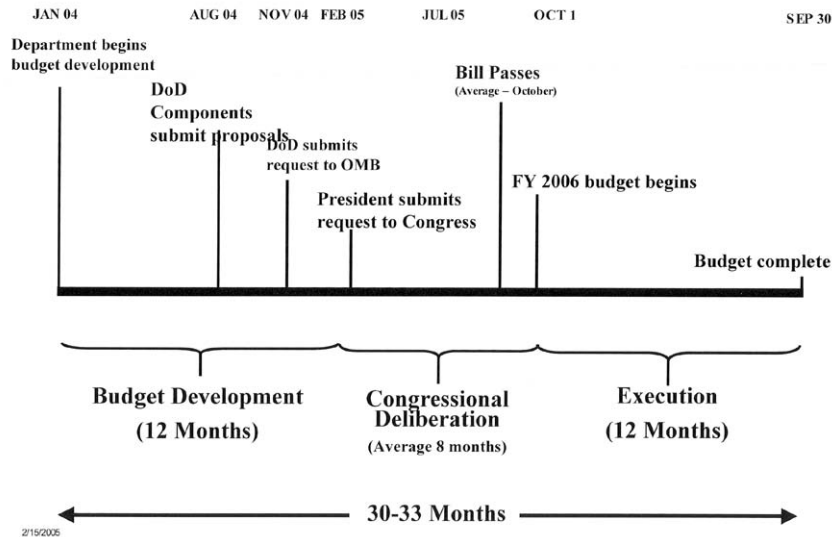 JAN 04 AUG 04 NOV 04 FEB 05 JUL 05 OCT 1 SEP 30
Department begins
budget development
DoD
Components
submit proposals
DoD submits
request to OMB
President submits
request to Congress
Bill Passes
(Average – October)
FY 2006 budget begins
Budget complete
Budget Development
(12 Months)
Congressional
Deliberation
(Average 8 months)
Execution
(12 Months)
30-33 Months
2/15/2005